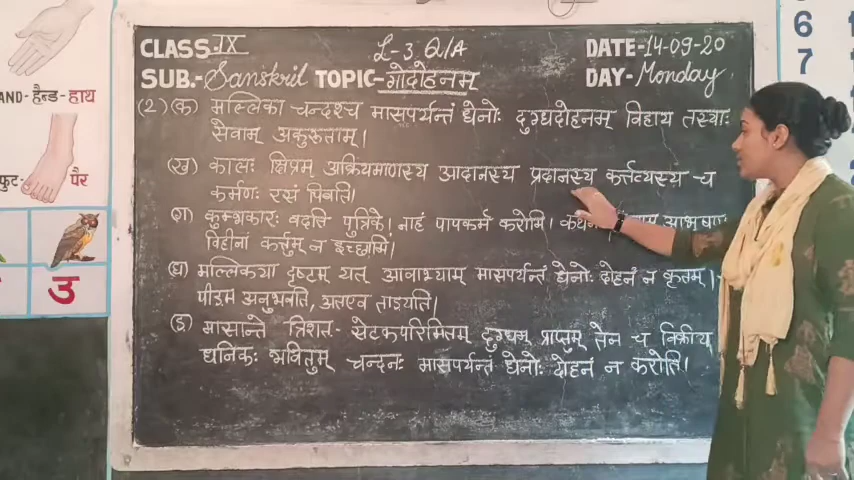 CLASS-IX
L-3, Q/A
DATE-14-09-20
SUB.-Sanskrit TOPIC-गोदोहनम्
DAY-Monday
(2) (क) मल्लिका चन्दनश्च मासपर्यन्तं धेनोः दुग्धदोहनम् विहाय तस्याः
सेवाम् अकुरुताम्।
(ख) कालः क्षिप्रम् अक्रियमाणस्य आदानस्य प्रदानस्य कर्त्तव्यस्य च
कर्मणः रसं पिबति।
(ग) कुम्भकारः वदति पुत्रिके। नाहं पापकर्म करोमि।
विहीनां कर्त्तुम् न इच्छामि।
(घ) मल्लिकया दृष्टम् यत् आवाभ्याम् मासपर्यन्तं धेनोः दोहनं न कृतम्।
पीडाम् अनुभवति, अतएव ताडयति।
(ङ) मासान्ते त्रिंशत- सेटकपरिमितम् दुग्धम् प्राप्तुम् तेन च विक्रीय
धनिकः भवितुम् चन्दनः मासपर्यन्तं धेनोः दोहनं न करोति।
AND-हैन्ड-हाथ
फुट-पैर
उ
6
7